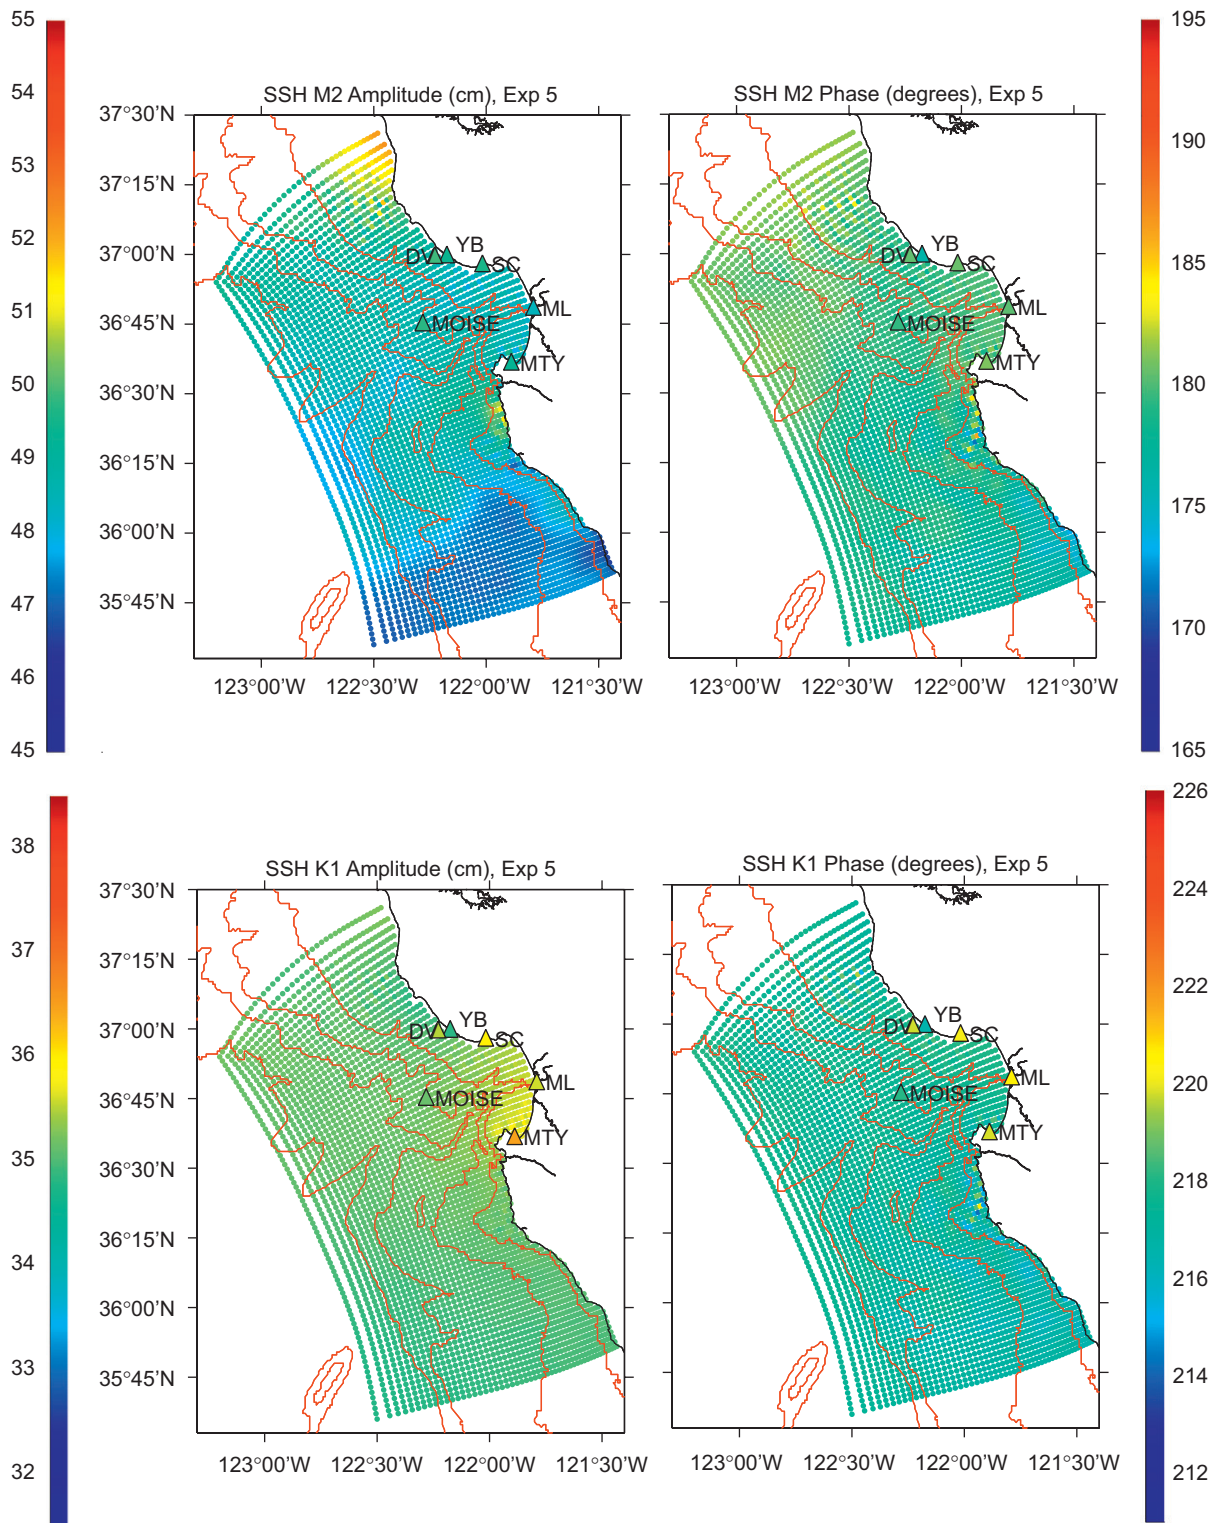 55
54
53
52
51
50
49
48
47
46
45
SSH M2 Amplitude (cm), Exp 5
37°30'N
37°15'N
37°00'N
36°45'N
36°30'N
36°15'N
36°00'N
35°45'N
DV
YB
SC
ML
MOISE
MTY
123°00'W
122°30'W
122°00'W
121°30'W
SSH M2 Phase (degrees), Exp 5
DV
YB
SC
ML
MOISE
MTY
123°00'W
122°30'W
122°00'W
121°30'W
195
190
185
180
175
170
165
38
37
36
35
34
33
32
SSH K1 Amplitude (cm), Exp 5
37°30'N
37°15'N
37°00'N
36°45'N
36°30'N
36°15'N
36°00'N
35°45'N
DV
YB
SC
ML
MOISE
MTY
123°00'W
122°30'W
122°00'W
121°30'W
SSH K1 Phase (degrees), Exp 5
DV
YB
SC
ML
MOISE
MTY
123°00'W
122°30'W
122°00'W
121°30'W
226
224
222
220
218
216
214
212